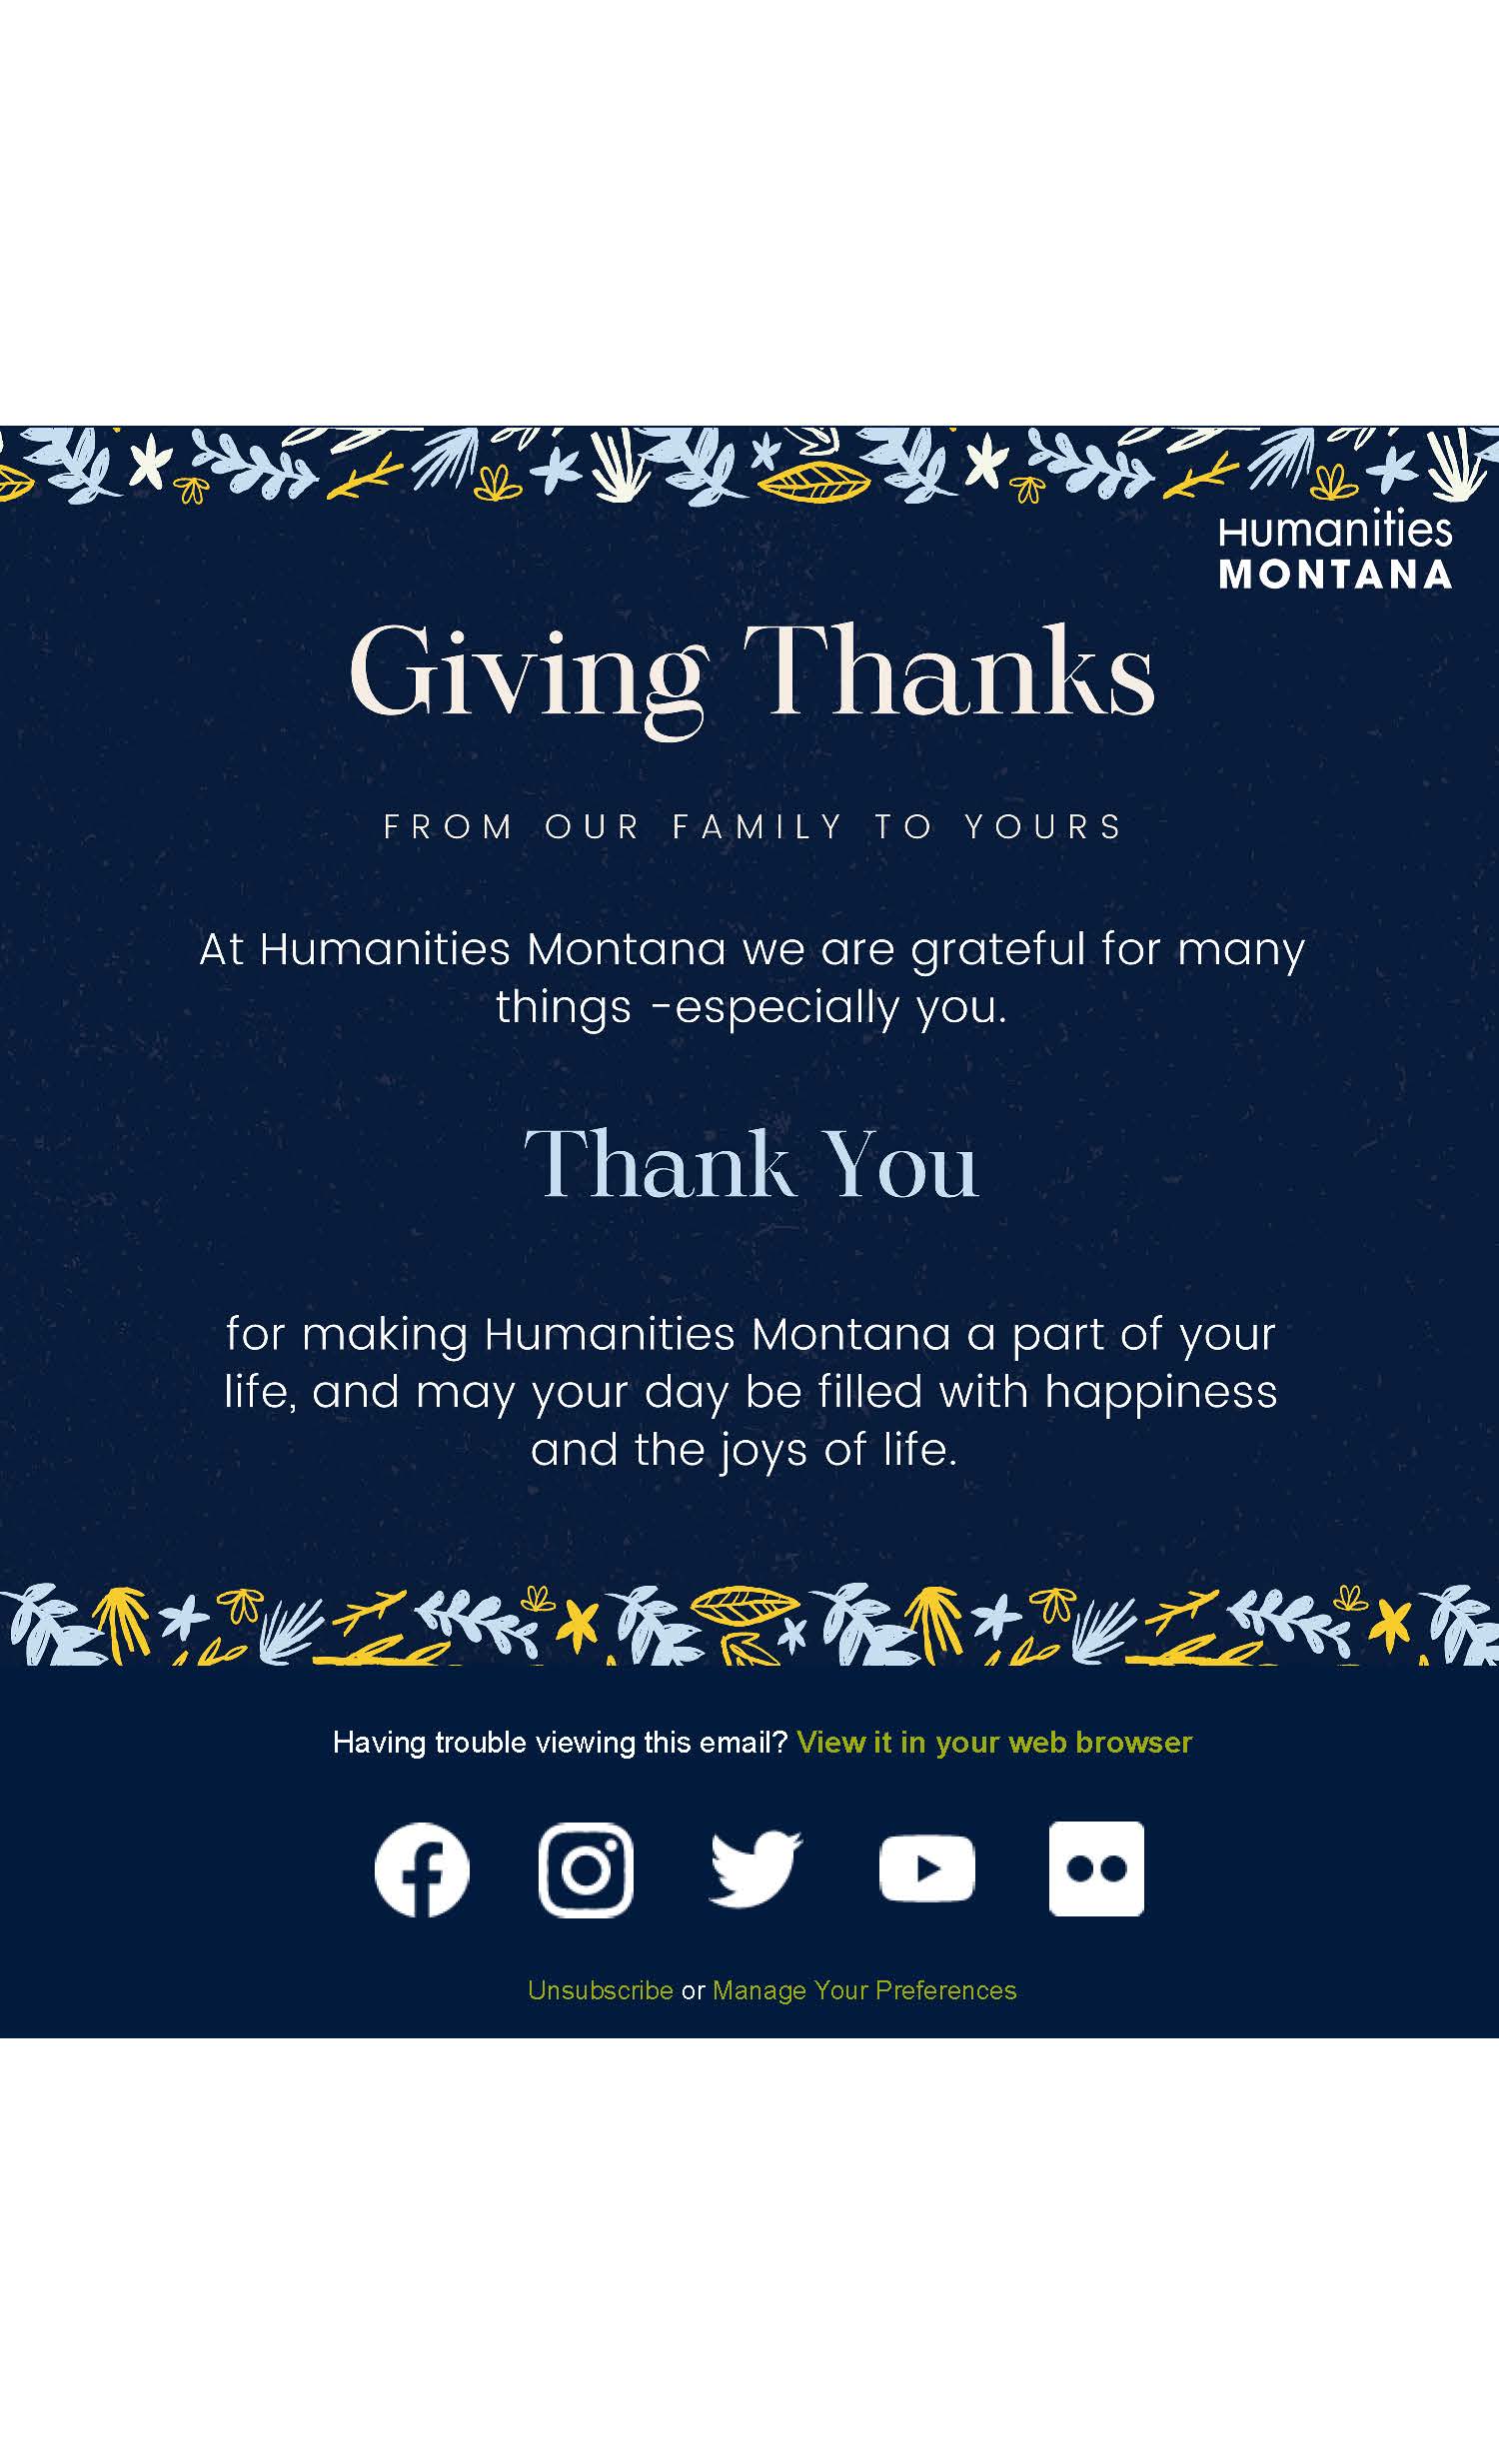 Humanities
MONTANA
Giving Thanks
FROM OUR FAMILY TO YOURS
At Humanities Montana we are grateful for many
things -especially you.
Thank You
for making Humanities Montana a part of your
life, and may your day be filled with happiness
and the joys of life.
Having trouble viewing this email? View it in your web browser
Unsubscribe or Manage Your Preferences